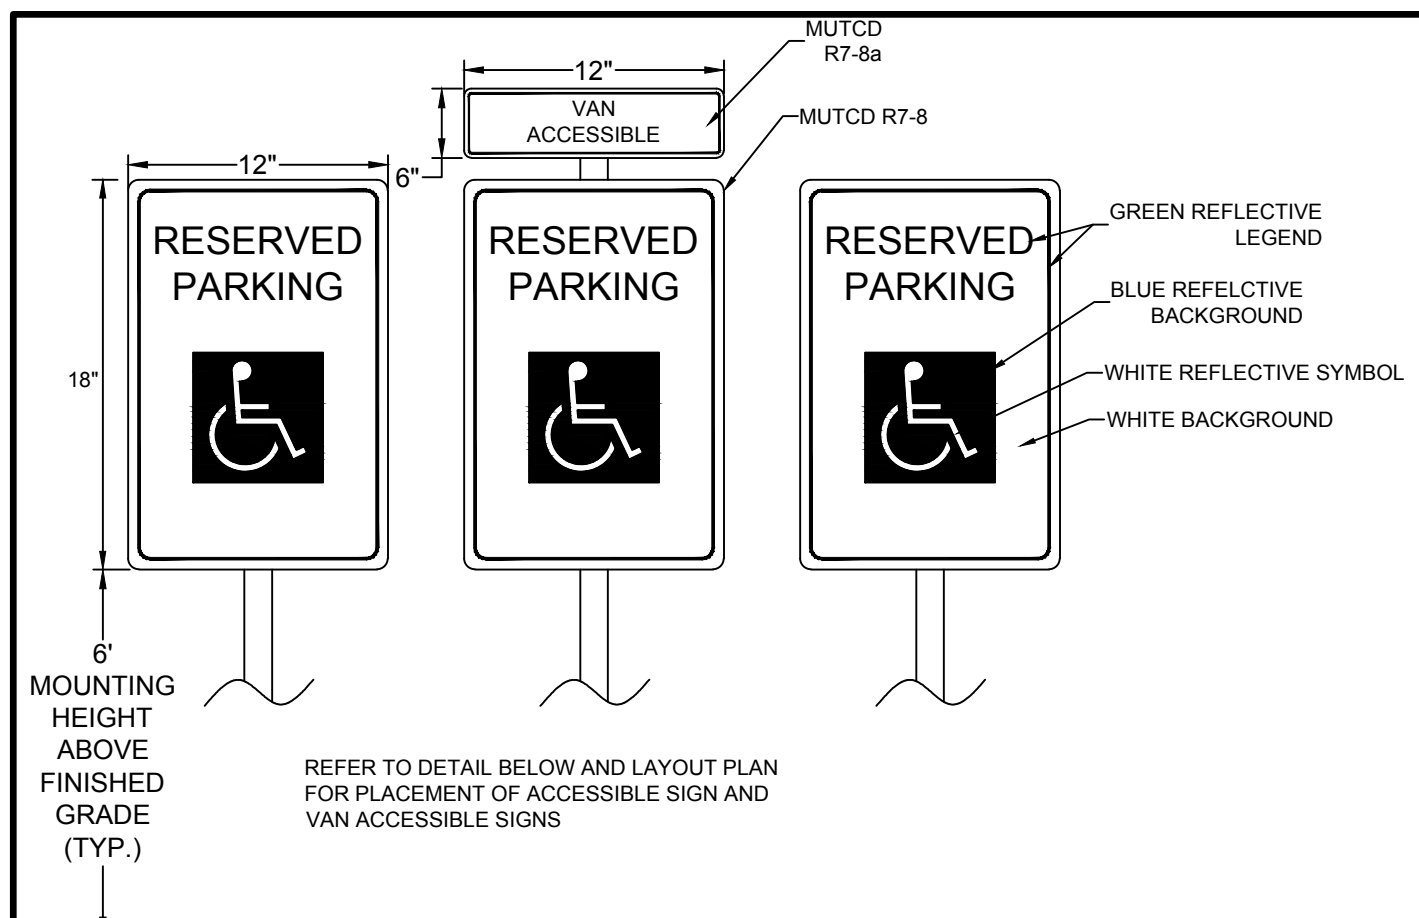 MUTCD
R7-8a
12"
VAN
ACCESSIBLE
MUTCD R7-8
12"
6"
RESERVED
PARKING
RESERVED
PARKING
RESERVED
PARKING
GREEN REFLECTIVE
LEGEND
BLUE REFELCTIVE
BACKGROUND
18"
WHITE REFLECTIVE SYMBOL
WHITE BACKGROUND
6'
MOUNTING
HEIGHT
ABOVE
FINISHED
GRADE
(TYP.)
REFER TO DETAIL BELOW AND LAYOUT PLAN
FOR PLACEMENT OF ACCESSIBLE SIGN AND
VAN ACCESSIBLE SIGNS